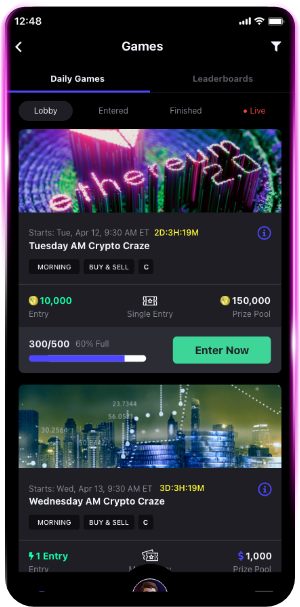 12:48
Games
Daily Games
Leaderboards
Lobby
Entered
Finished
Live
ethereum 2.0
Starts: Tue, Apr 12, 9:30 AM ET 2D:3H:19M
Tuesday AM Crypto Craze
MORNING
BUY & SELL
C
10,000
150,000
Entry
Single Entry
Prize Pool
300/500 60% Full
Enter Now
23.7344
56.05
30.2656
Starts: Wed, Apr 13, 9:30 AM ET 3D:3H:19M
Wednesday AM Crypto Craze
MORNING
BUY & SELL
C
1 Entry
$1,000
Entry
Prize Pool